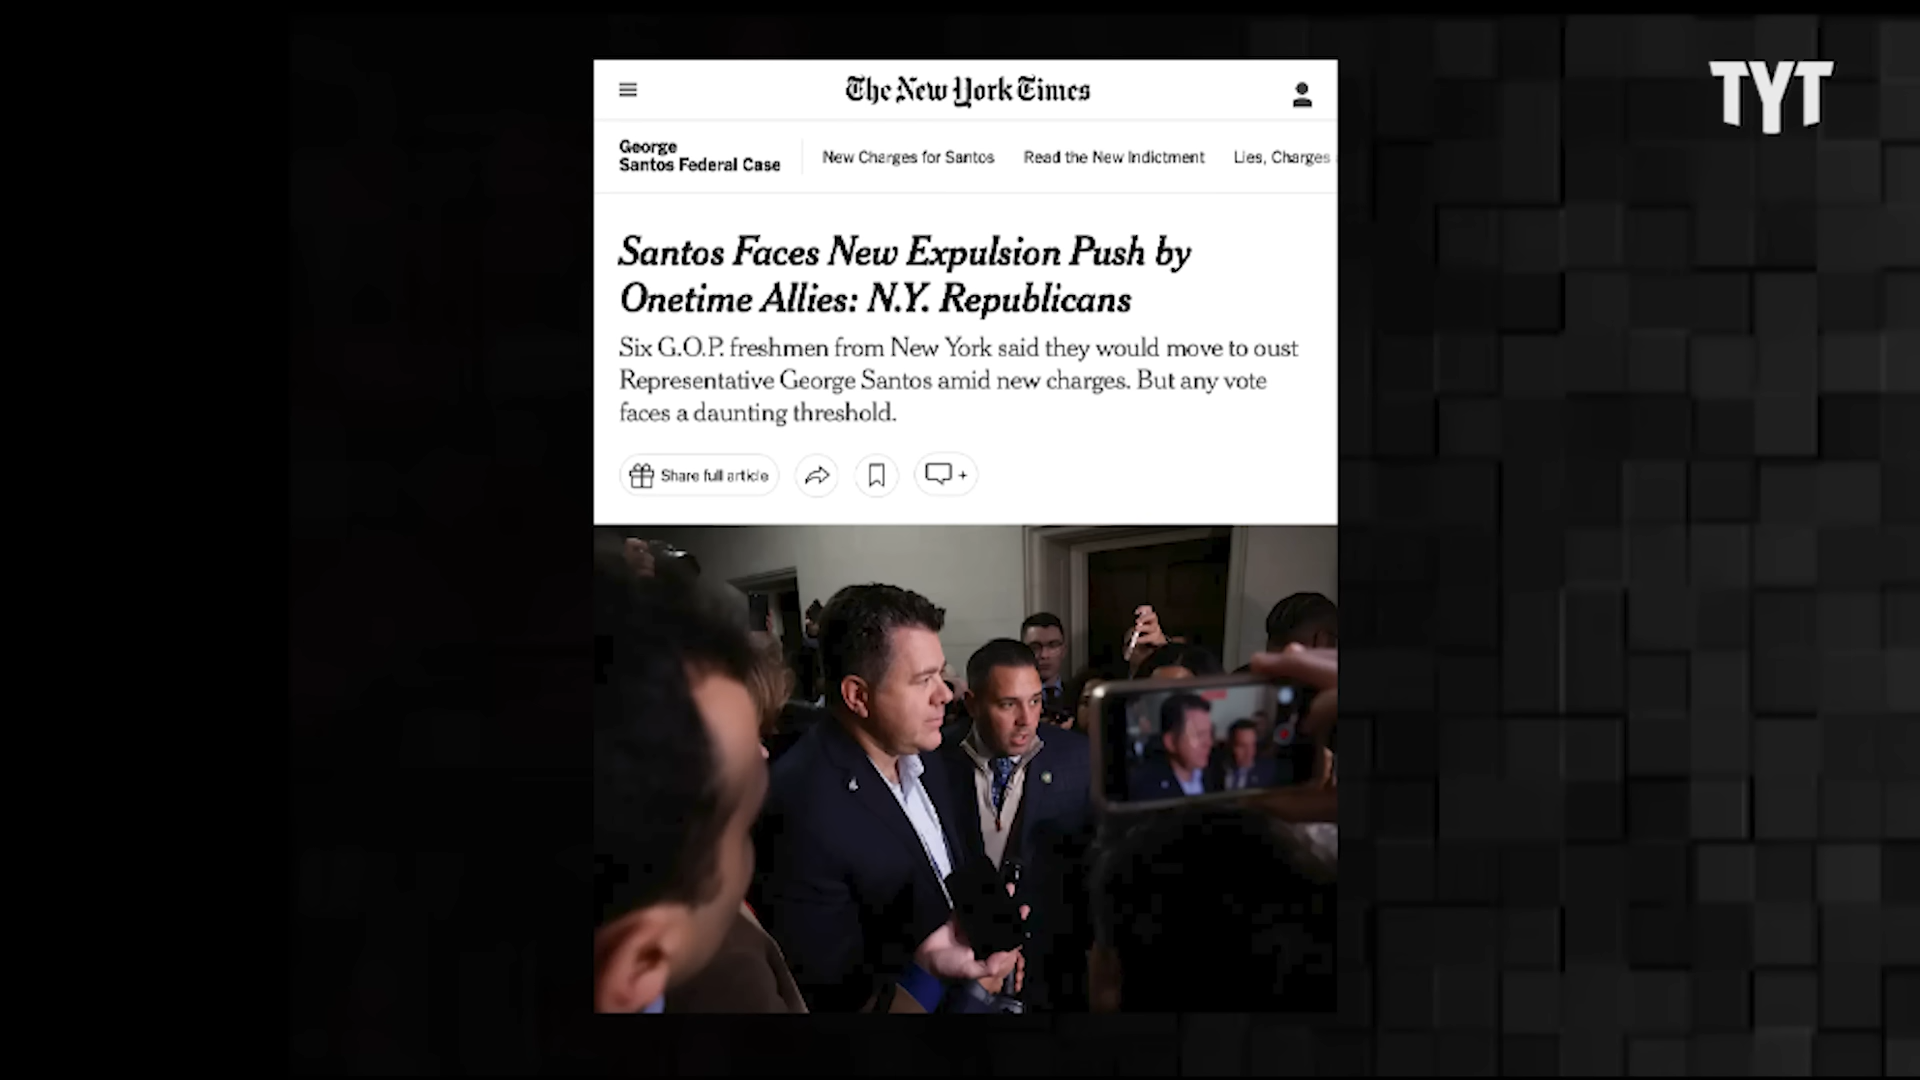 TYT
The New York Times
George
Santos Federal Case
New Charges for Santos
Read the New Indictment
Lies, Charges
Santos Faces New Expulsion Push by
Onetime Allies: N.Y. Republicans
Six G.O.P. freshmen from New York said they would move to oust
Representative George Santos amid new charges. But any vote
faces a daunting threshold.
Share full article
+